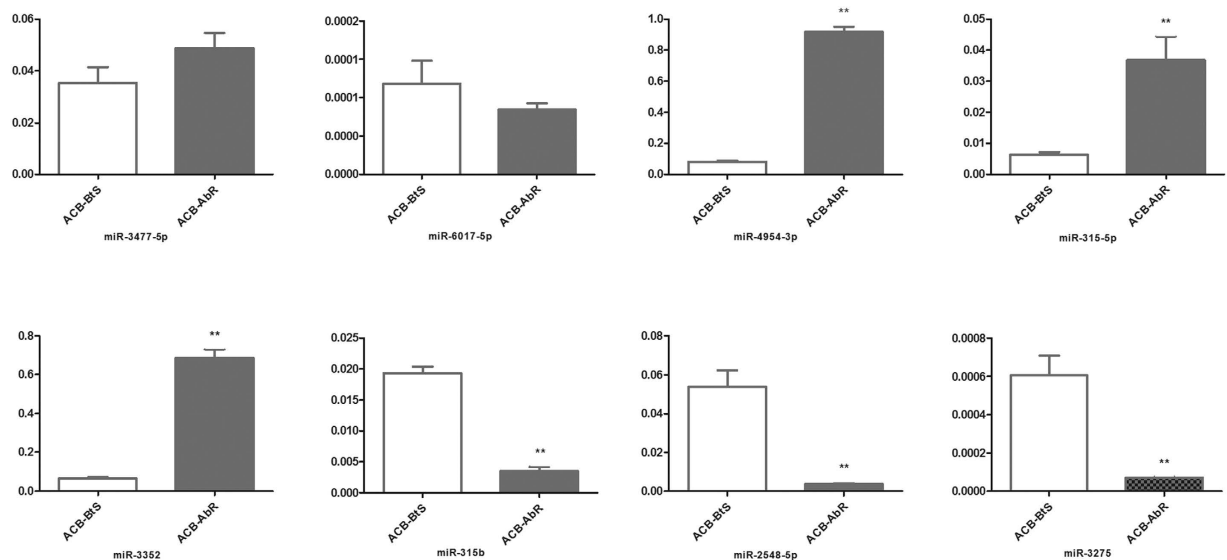 0.06
0.04
0.02
0.00
ACB-BtS
ACB-AbR
miR-3477-5p
0.0002
0.0001
0.0001
0.0000
0.0000
ACB-BtS
ACB-AbR
miR-6017-5p
**
1.0
0.8
0.6
0.4
0.2
0.0
ACB-BtS
ACB-AbR
miR-4954-3p
**
0.05
0.04
0.03
0.02
0.01
0.00
ACB-BtS
ACB-AbR
miR-315-5p
**
0.8
0.6
0.4
0.2
0.0
ACB-BtS
ACB-AbR
miR-3352
0.025
0.020
0.015
0.010
0.005
0.000
**
ACB-BtS
ACB-AbR
miR-315b
0.08
0.06
0.04
0.02
0.00
**
ACB-BtS
ACB-AbR
miR-2548-5p
0.0008
0.0006
0.0004
0.0002
0.0000
**
ACB-BtS
ACB-AbR
miR-3275